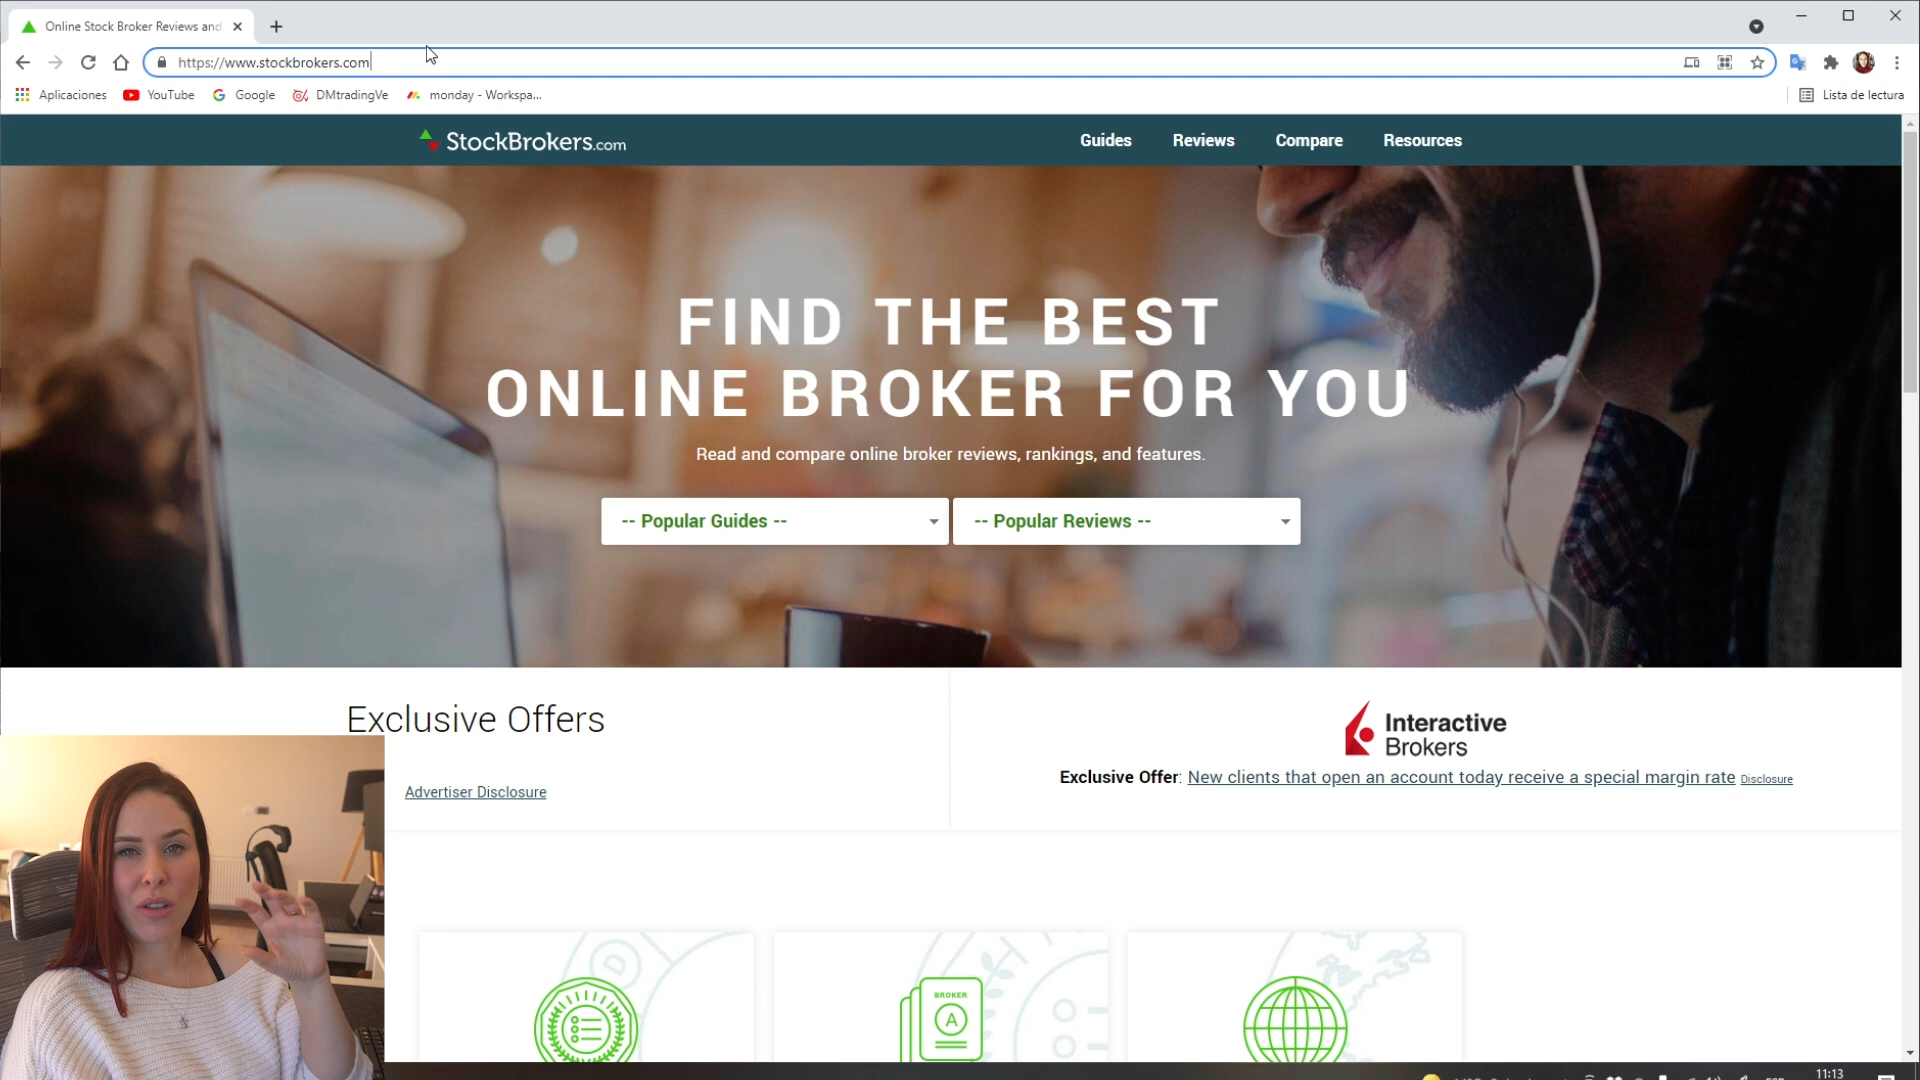 Online Stock Broker Reviews and
https://www.stockbrokers.com
Aplicaciones
YouTube
Google
DMtradingVe
monday - Workspa...
Lista de lectura
StockBrokers.com
Guides
Reviews
Compare
Resources
FIND THE BEST
ONLINE BROKER FOR YOU
Read and compare online broker reviews, rankings, and features.
-- Popular Guides --
-- Popular Reviews --
Exclusive Offers
Advertiser Disclosure
Interactive
Brokers
Exclusive Offer: New clients that open an account today receive a special margin rate Disclosure
BROKER
A
11:13